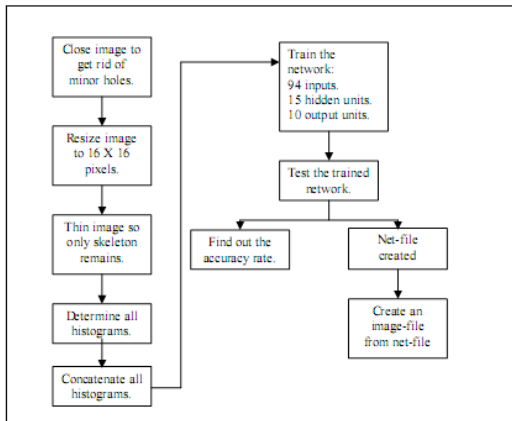 Close image to
get rid of
minor holes.
Resize image
to 16 X 16
pixels.
Thin image so
only skeleton
remains.
Determine all
histograms.
Concatenate all
histograms.
Train the
network:
94 inputs.
15 hidden units.
10 output units.
Test the trained
network.
Find out the
accuracy rate.
Net-file
created
Create an
image-file
from net-file